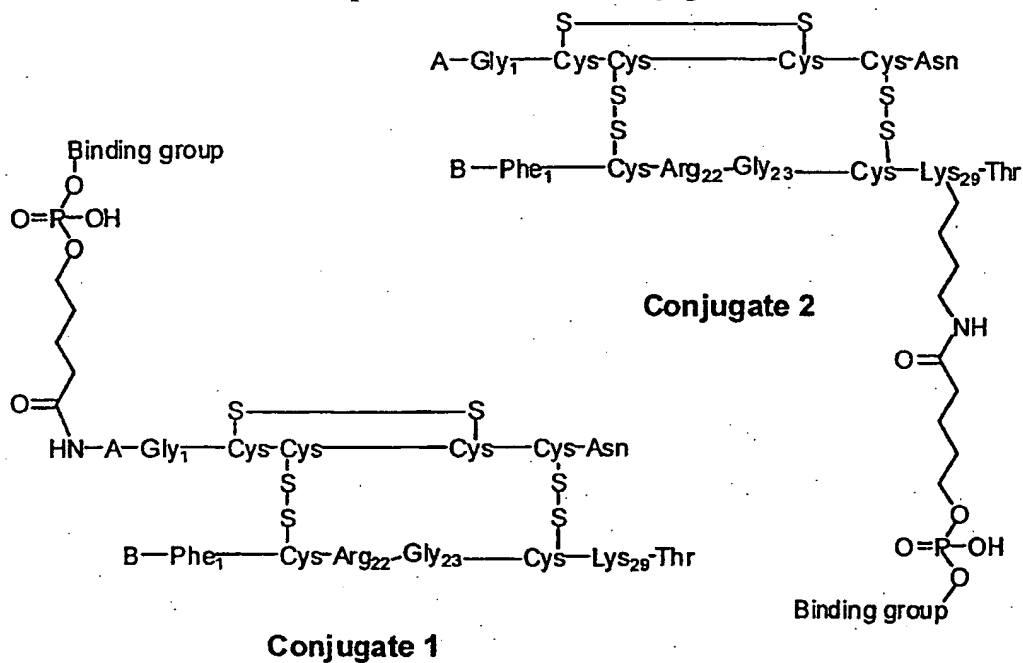 S S
A-Gly1 Cys-Cys Cys Cys-Asn
S S
S S
B-Phe1 Cys-Arg22-Gly23 Cys-Lys29-Thr
Binding group
O
O=P-OH
O
Conjugate 2
NH
O
O
HN-A-Gly1 Cys-Cys Cys Cys-Asn
S S
S S
S S
B-Phe1 Cys-Arg22-Gly23 Cys-Lys29-Thr
O
O=P-OH
O
Binding group
Conjugate 1